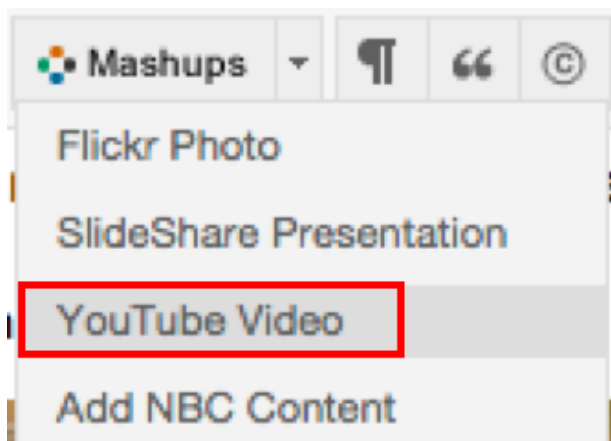 Mashups ¶ “ ©
Flickr Photo
SlideShare Presentation
YouTube Video
Add NBC Content